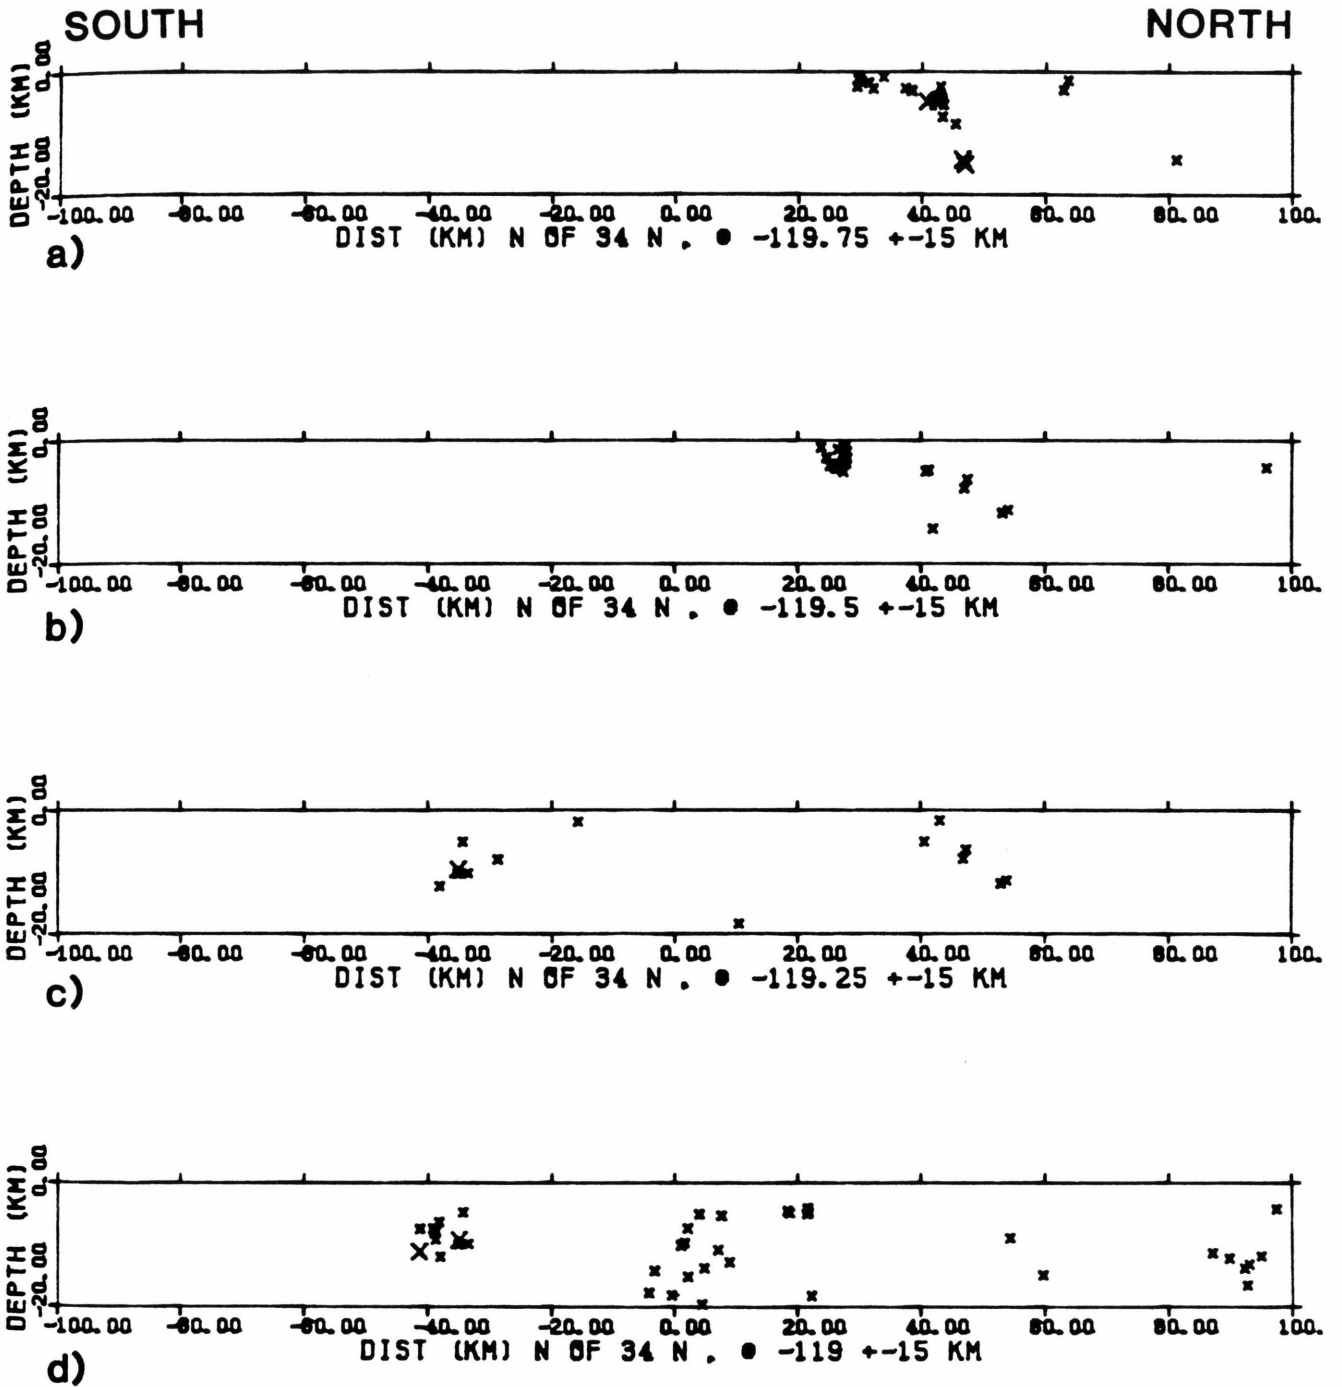 SOUTH NORTH
DEPTH (KM)
0.00
-20.00
-100.00 -80.00 -60.00 -40.00 -20.00 0.00 20.00 40.00 60.00 80.00 100.
DIST (KM) N OF 34 N , @ -119.75 +-15 KM
a)
DEPTH (KM)
0.00
-20.00
-100.00 -80.00 -60.00 -40.00 -20.00 0.00 20.00 40.00 60.00 80.00 100.
DIST (KM) N OF 34 N , @ -119.5 +-15 KM
b)
DEPTH (KM)
0.00
-20.00
-100.00 -80.00 -60.00 -40.00 -20.00 0.00 20.00 40.00 60.00 80.00 100.
DIST (KM) N OF 34 N , @ -119.25 +-15 KM
c)
DEPTH (KM)
0.00
-20.00
-100.00 -80.00 -60.00 -40.00 -20.00 0.00 20.00 40.00 60.00 80.00 100.
DIST (KM) N OF 34 N , @ -119 +-15 KM
d)